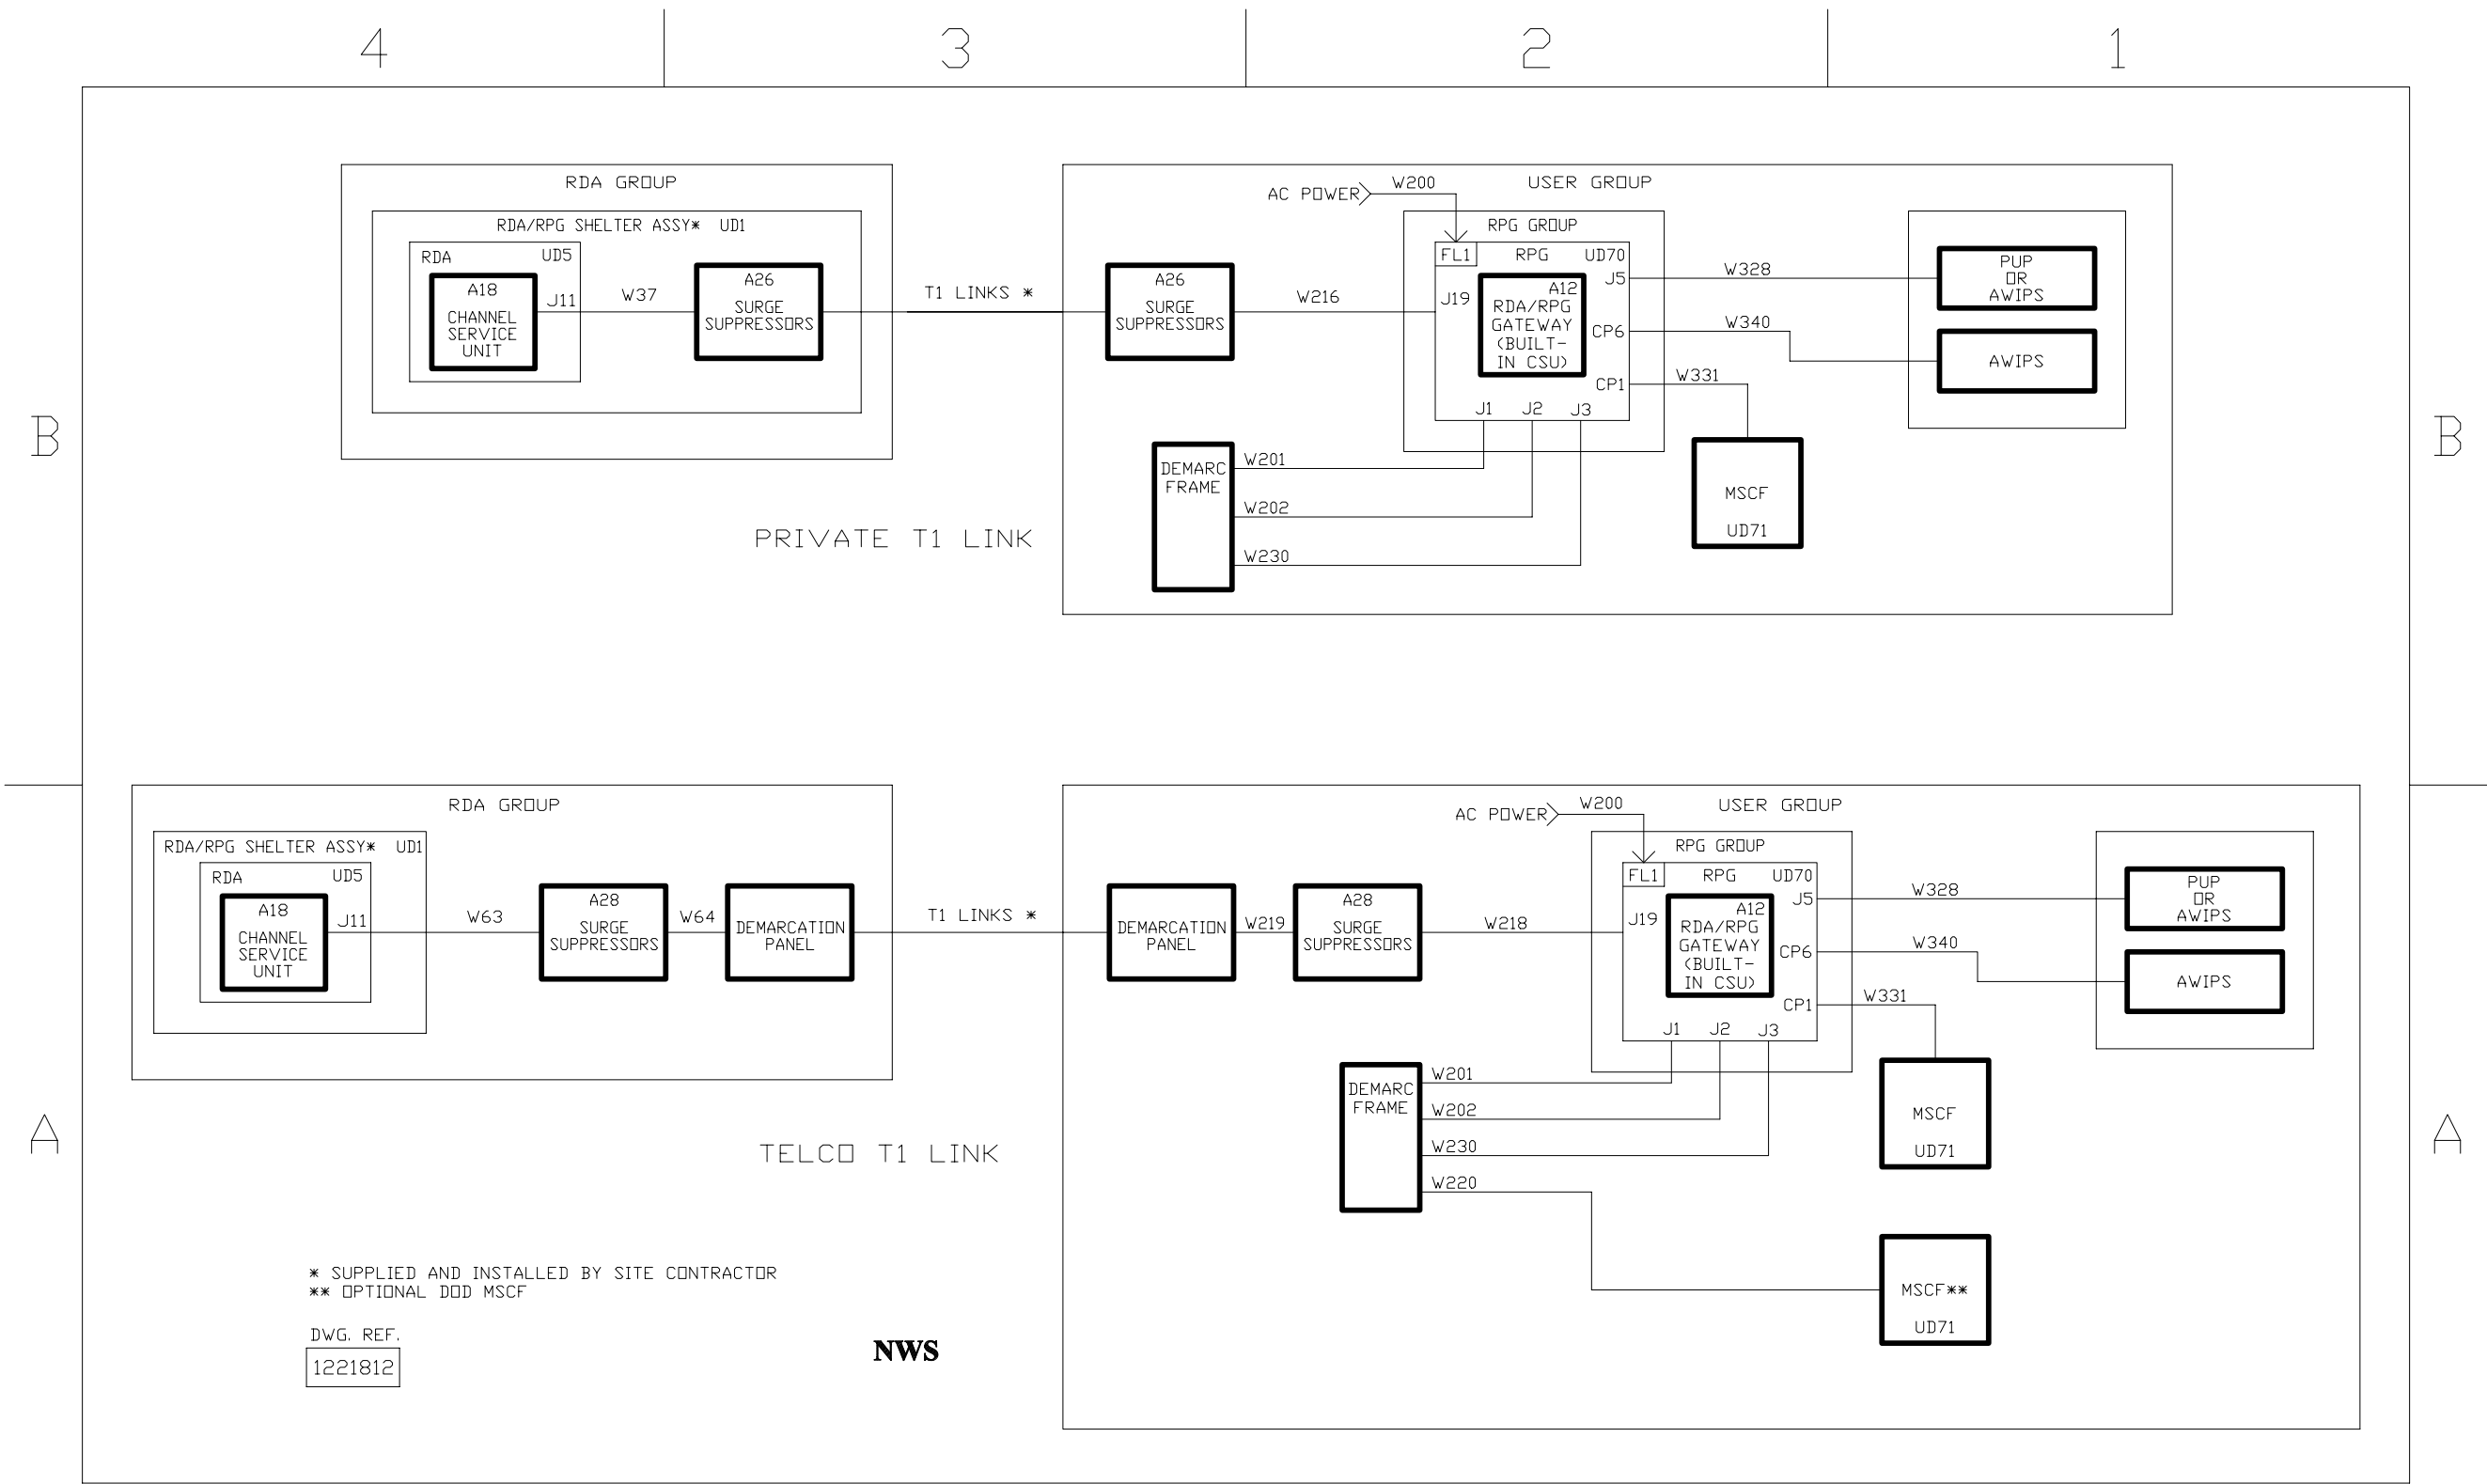 4 3 2 1
RDA GROUP
RDA/RPG SHELTER ASSY* UD1
RDA UD5
A18
CHANNEL
SERVICE
UNIT
J11
W37
A26
SURGE
SUPPRESSORS
T1 LINKS *
USER GROUP
AC POWER
W200
A26
SURGE
SUPPRESSORS
W216
RPG GROUP
FL1 RPG UD70
J19
A12
RDA/RPG
GATEWAY
(BUILT-
IN CSU)
J5
CP6
CP1
J1 J2 J3
W328
W340
W331
PUP
OR
AWIPS
AWIPS
MSCF
UD71
DEMARC
FRAME
W201
W202
W230
B B
PRIVATE T1 LINK
RDA GROUP
RDA/RPG SHELTER ASSY* UD1
RDA UD5
A18
CHANNEL
SERVICE
UNIT
J11
W63
A28
SURGE
SUPPRESSORS
W64
DEMARCATION
PANEL
T1 LINKS *
USER GROUP
AC POWER
W200
DEMARCATION
PANEL
W219
A28
SURGE
SUPPRESSORS
W218
RPG GROUP
FL1 RPG UD70
J19
A12
RDA/RPG
GATEWAY
(BUILT-
IN CSU)
J5
CP6
CP1
J1 J2 J3
W328
W340
W331
PUP
OR
AWIPS
AWIPS
MSCF
UD71
DEMARC
FRAME
W201
W202
W230
W220
MSCF**
UD71
A A
TELCO T1 LINK
* SUPPLIED AND INSTALLED BY SITE CONTRACTOR
** OPTIONAL DOD MSCF
DWG. REF.
1221812
NWS